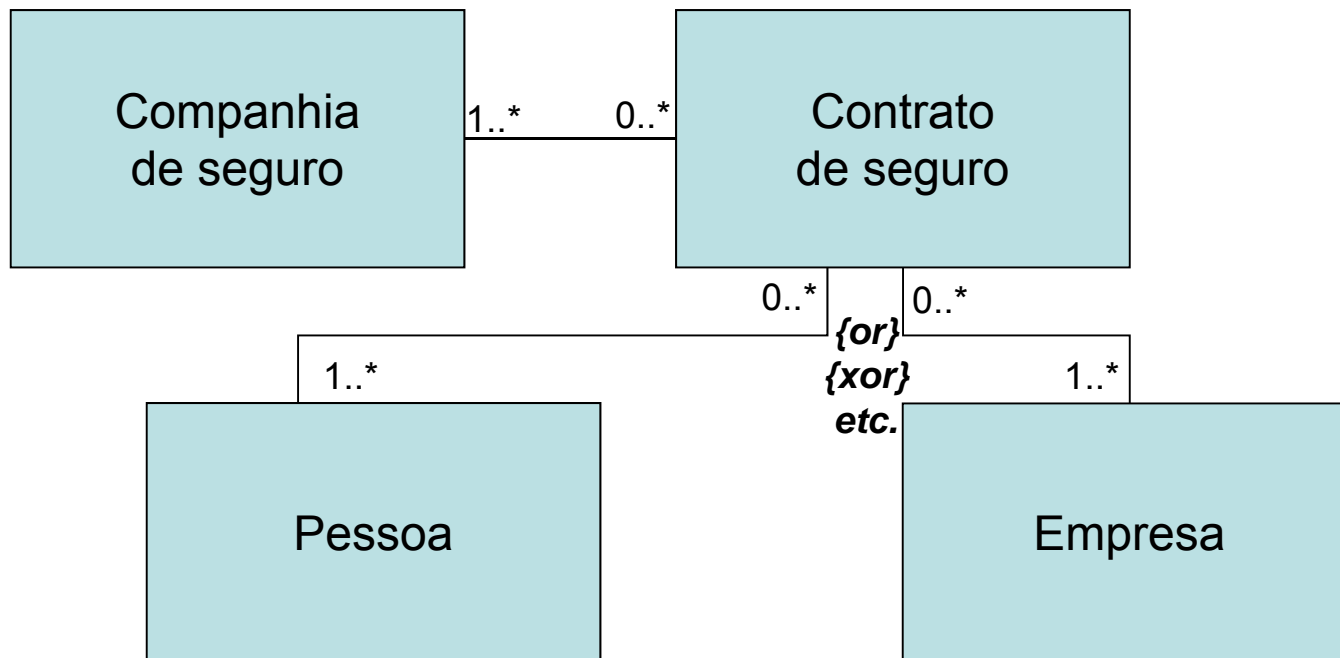 Companhia
de seguro
1..*
0..*
Contrato
de seguro
0..*
0..*
{or}
{xor}
etc.
1..*
1..*
Pessoa
Empresa